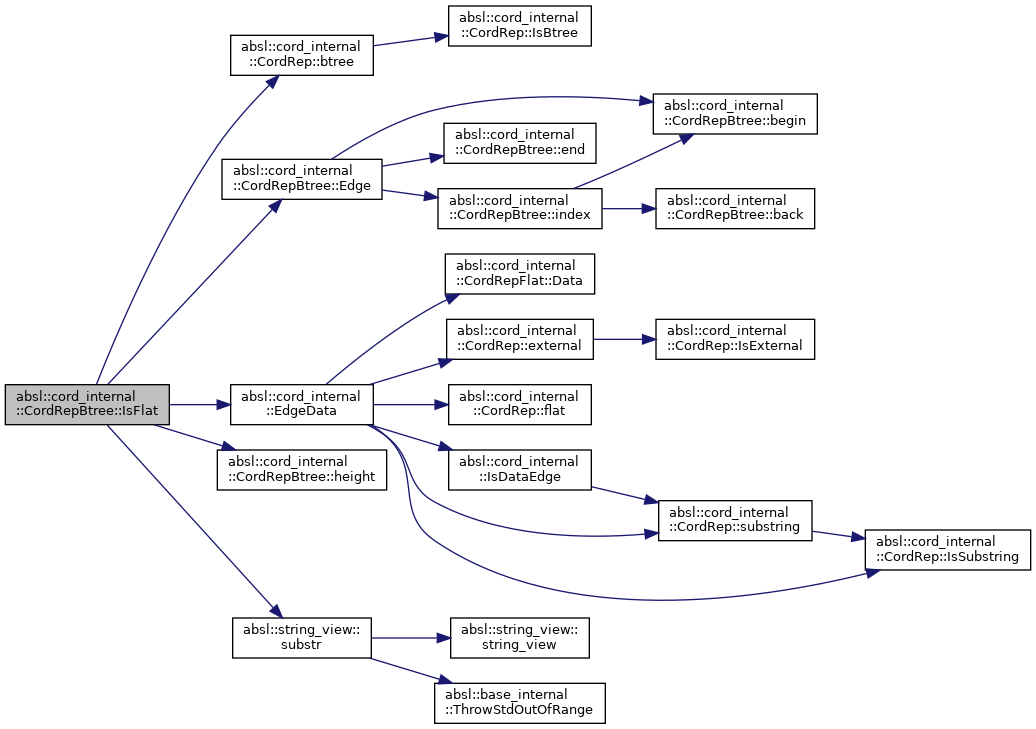 absl::cord_internal
::CordRep::IsBtree
absl::cord_internal
::CordRep::btree
absl::cord_internal
::CordRepBtree::begin
absl::cord_internal
::CordRepBtree::end
absl::cord_internal
::CordRepBtree::Edge
absl::cord_internal
::CordRepBtree::index
absl::cord_internal
::CordRepBtree::back
absl::cord_internal
::CordRepFlat::Data
absl::cord_internal
::CordRep::external
absl::cord_internal
::CordRep::IsExternal
absl::cord_internal
::CordRepBtree::IsFlat
absl::cord_internal
::EdgeData
absl::cord_internal
::CordRep::flat
absl::cord_internal
::CordRepBtree::height
absl::cord_internal
::IsDataEdge
absl::cord_internal
::CordRep::substring
absl::cord_internal
::CordRep::IsSubstring
absl::string_view::
substr
absl::string_view::
string_view
absl::base_internal
::ThrowStdOutOfRange